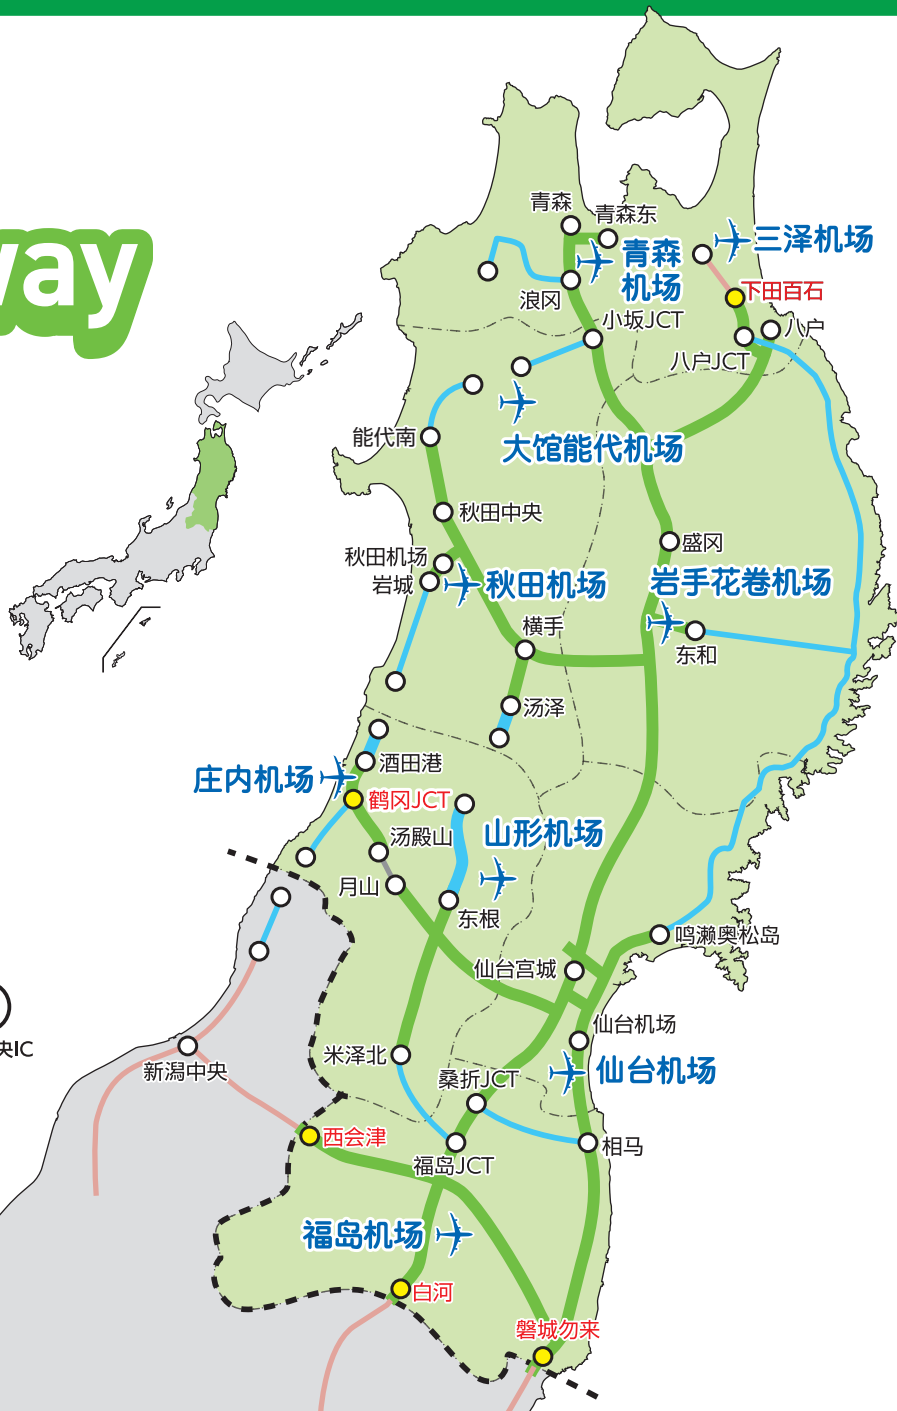 way
青森
青森东
三泽机场
青森
机场
下田百石
浪冈
小坂JCT
八户
八户JCT
大馆能代机场
能代南
秋田中央
盛冈
秋田机场
岩城
秋田机场
岩手花卷机场
横手
东和
汤泽
酒田港
庄内机场
鹤冈JCT
汤殿山
山形机场
月山
东根
鸣濑奥松岛
仙台宫城
仙台机场
央IC
新潟中央
米泽北
桑折JCT
仙台机场
西会津
福岛JCT
相马
福岛机场
白河
磐城勿来